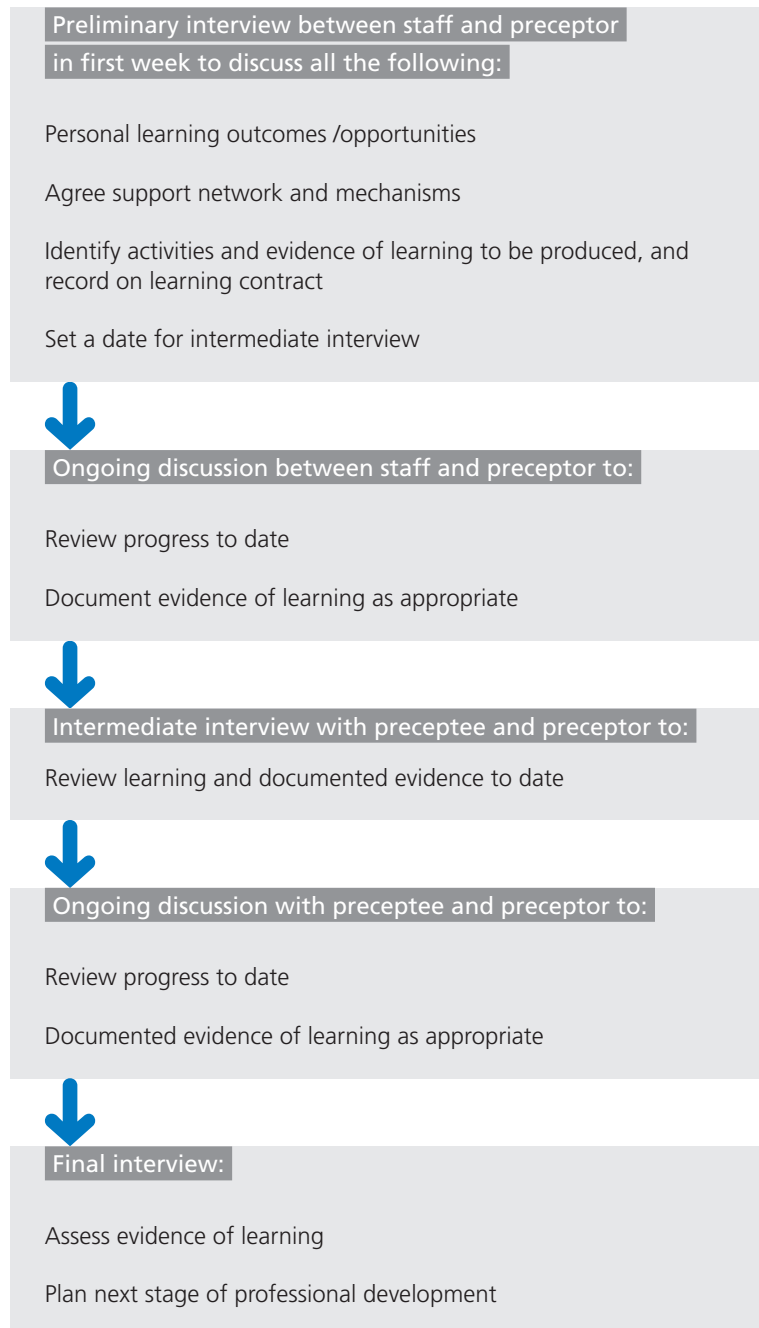 Preliminary interview between staff and preceptor
in first week to discuss all the following:
Personal learning outcomes /opportunities
Agree support network and mechanisms
Identify activities and evidence of learning to be produced, and
record on learning contract
Set a date for intermediate interview
Ongoing discussion between staff and preceptor to:
Review progress to date
Document evidence of learning as appropriate
Intermediate interview with preceptee and preceptor to:
Review learning and documented evidence to date
Ongoing discussion with preceptee and preceptor to:
Review progress to date
Documented evidence of learning as appropriate
Final interview:
Assess evidence of learning
Plan next stage of professional development